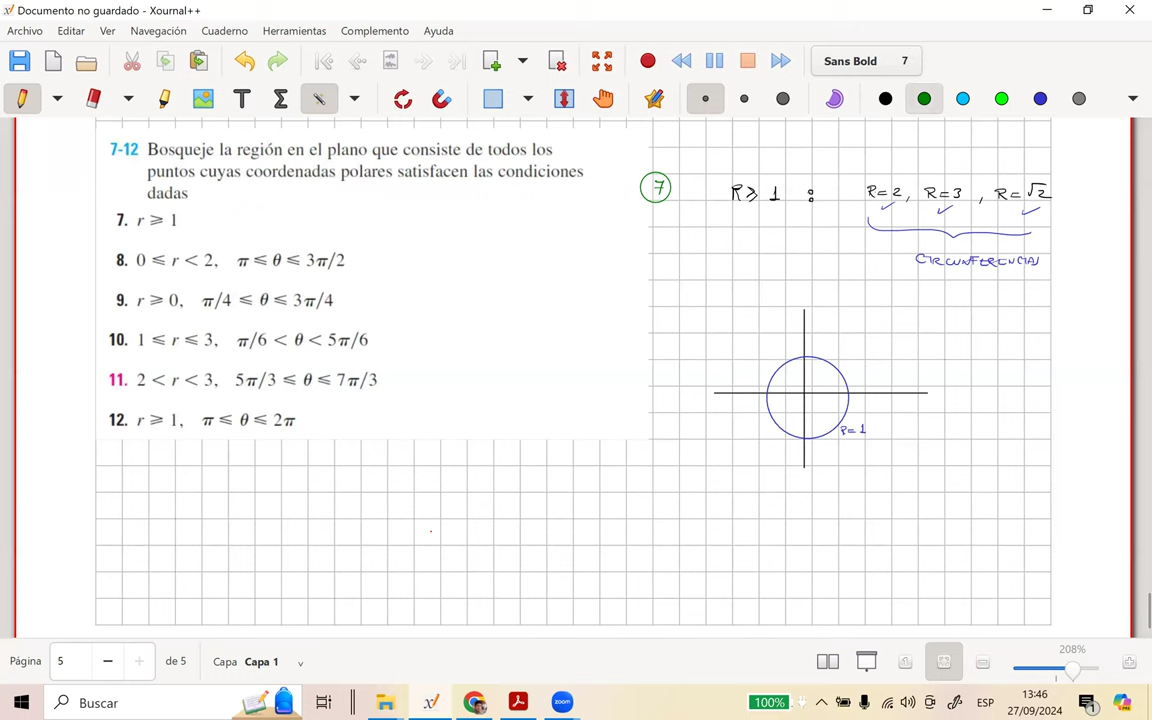 Documento no guardado - Xournal++
Archivo Editar Ver Navegación Cuaderno Herramientas Complemento Ayuda
Sans Bold 7
7-12 Bosqueje la región en el plano que consiste de todos los
puntos cuyas coordenadas polares satisfacen las condiciones
dadas
7. r ⩾ 1
8. 0 ⩽ r < 2, π ⩽ θ ⩽ 3π/2
9. r ⩾ 0, π/4 ⩽ θ ⩽ 3π/4
10. 1 ⩽ r ⩽ 3, π/6 < θ < 5π/6
11. 2 < r < 3, 5π/3 ⩽ θ ⩽ 7π/3
12. r ⩾ 1, π ⩽ θ ⩽ 2π
7 R⩾ 1 : R=2, R=3, R=√2
CIRCUNFERENCIAS
R=1
Página 5 de 5 Capa Capa 1
208%
Buscar
100%
ESP
13:46
27/09/2024
1